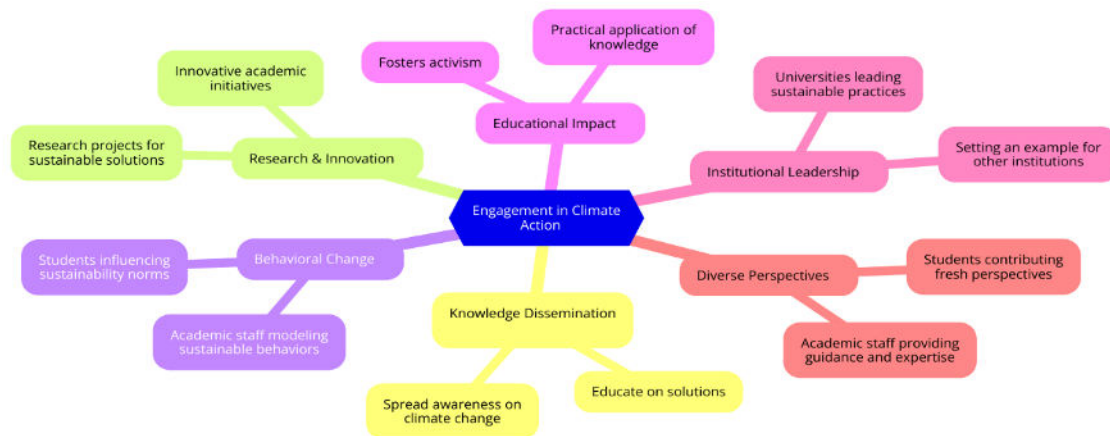 Practical application of
knowledge
Fosters activism
Educational Impact
Innovative academic
initiatives
Research projects for
sustainable solutions
Research & Innovation
Universities leading
sustainable practices
Setting an example for
other institutions
Institutional Leadership
Engagement in Climate
Action
Students influencing
sustainability norms
Behavioral Change
Academic staff modeling
sustainable behaviors
Knowledge Dissemination
Spread awareness on
climate change
Educate on solutions
Diverse Perspectives
Students contributing
fresh perspectives
Academic staff providing
guidance and expertise